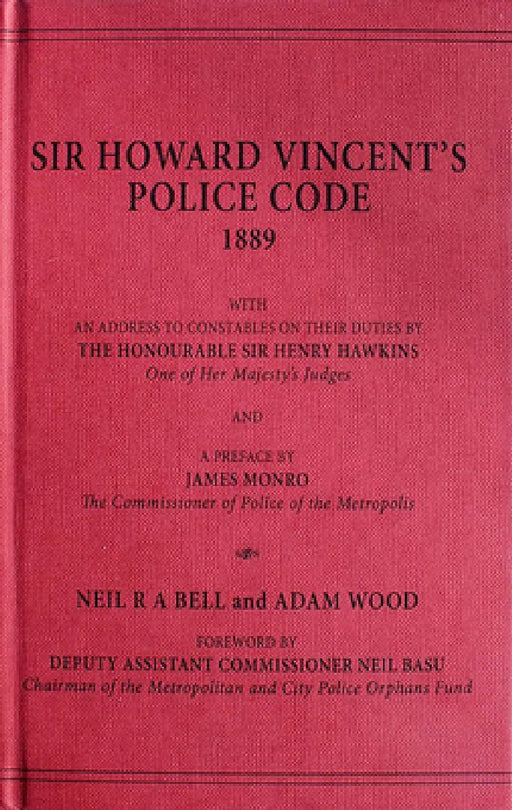 SIR HOWARD VINCENT'S
POLICE CODE
1889
WITH
AN ADDRESS TO CONSTABLES ON THEIR DUTIES BY
THE HONOURABLE SIR HENRY HAWKINS
One of Her Majesty's Judges
AND
A PREFACE BY
JAMES MONRO
The Commissioner of Police of the Metropolis
NEIL R A BELL and ADAM WOOD
FOREWORD BY
DEPUTY ASSISTANT COMMISSIONER NEIL BASU
Chairman of the Metropolitan and City Police Orphans Fund